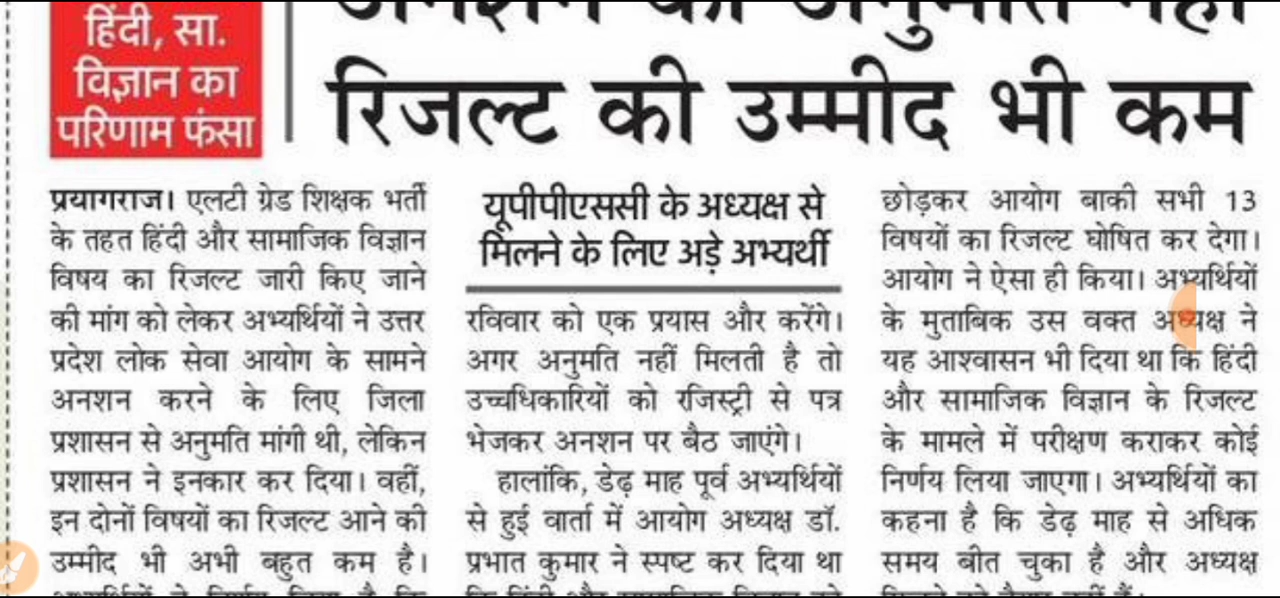 हिंदी, सा.
विज्ञान का
परिणाम फंसा
अनशन की अनुमति नहीं
रिजल्ट की उम्मीद भी कम
प्रयागराज। एलटी ग्रेड शिक्षक भर्ती
के तहत हिंदी और सामाजिक विज्ञान
विषय का रिजल्ट जारी किए जाने
की मांग को लेकर अभ्यर्थियों ने उत्तर
प्रदेश लोक सेवा आयोग के सामने
अनशन करने के लिए जिला
प्रशासन से अनुमति मांगी थी, लेकिन
प्रशासन ने इनकार कर दिया। वहीं,
इन दोनों विषयों का रिजल्ट आने की
उम्मीद भी अभी बहुत कम है।
यूपीपीएससी के अध्यक्ष से
मिलने के लिए अड़े अभ्यर्थी
रविवार को एक प्रयास और करेंगे।
अगर अनुमति नहीं मिलती है तो
उच्चधिकारियों को रजिस्ट्री से पत्र
भेजकर अनशन पर बैठ जाएंगे।
हालांकि, डेढ़ माह पूर्व अभ्यर्थियों
से हुई वार्ता में आयोग अध्यक्ष डॉ.
प्रभात कुमार ने स्पष्ट कर दिया था
छोड़कर आयोग बाकी सभी 13
विषयों का रिजल्ट घोषित कर देगा।
आयोग ने ऐसा ही किया। अभ्यर्थियों
के मुताबिक उस वक्त अध्यक्ष ने
यह आश्वासन भी दिया था कि हिंदी
और सामाजिक विज्ञान के रिजल्ट
के मामले में परीक्षण कराकर कोई
निर्णय लिया जाएगा। अभ्यर्थियों का
कहना है कि डेढ़ माह से अधिक
समय बीत चुका है और अध्यक्ष